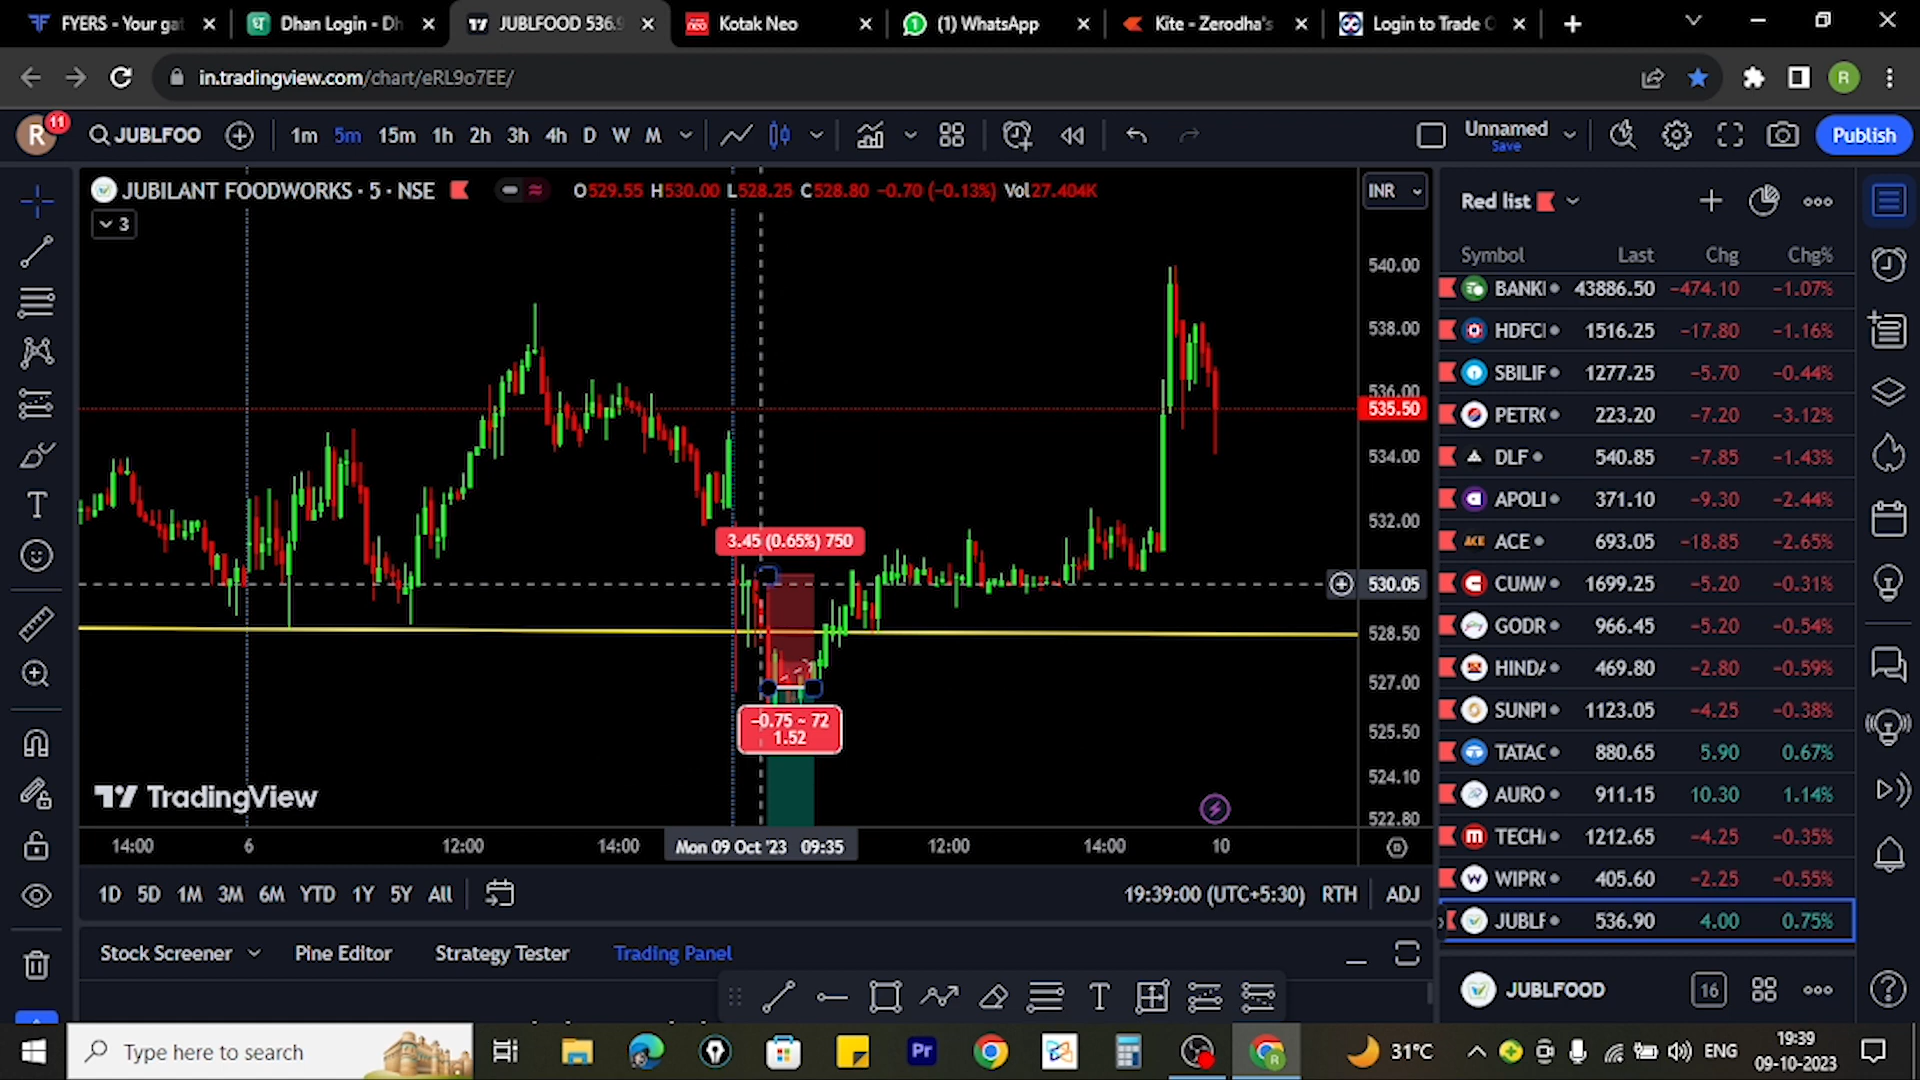 FYERS - Your gat
Dhan Login - Dh
JUBLFOOD 536.9
Kotak Neo
(1) WhatsApp
Kite - Zerodha's
Login to Trade C
in.tradingview.com/chart/eRL9o7EE/
R
R 11
JUBLFOO
1m 5m 15m 1h 2h 3h 4h D W M
Unnamed
Save
Publish
JUBILANT FOODWORKS · 5 · NSE
O529.55 H530.00 L528.25 C528.80 −0.70 (−0.13%) Vol27.404K
INR
3
540.00
538.00
536.00
535.50
534.00
532.00
530.05
528.50
527.00
525.50
524.10
522.80
3.45 (0.65%) 750
−0.75 ~ 72
1.52
TradingView
14:00 6 12:00 14:00 Mon 09 Oct '23 09:35 12:00 14:00 10
1D 5D 1M 3M 6M YTD 1Y 5Y All
19:39:00 (UTC+5:30) RTH ADJ
Stock Screener Pine Editor Strategy Tester Trading Panel
Red list
Symbol Last Chg Chg%
BANKI 43886.50 −474.10 −1.07%
HDFCI 1516.25 −17.80 −1.16%
SBILIF 1277.25 −5.70 −0.44%
PETRO 223.20 −7.20 −3.12%
DLF 540.85 −7.85 −1.43%
APOLI 371.10 −9.30 −2.44%
ACE ACE 693.05 −18.85 −2.65%
CUMM 1699.25 −5.20 −0.31%
GODR 966.45 −5.20 −0.54%
HINDA 469.80 −2.80 −0.59%
SUNPI 1123.05 −4.25 −0.38%
TATAC 880.65 5.90 0.67%
AURO 911.15 10.30 1.14%
TECH 1212.65 −4.25 −0.35%
WIPRO 405.60 −2.25 −0.55%
JUBLF 536.90 4.00 0.75%
JUBLFOOD
16
Type here to search
Pr
31°C
ENG
19:39
09-10-2023